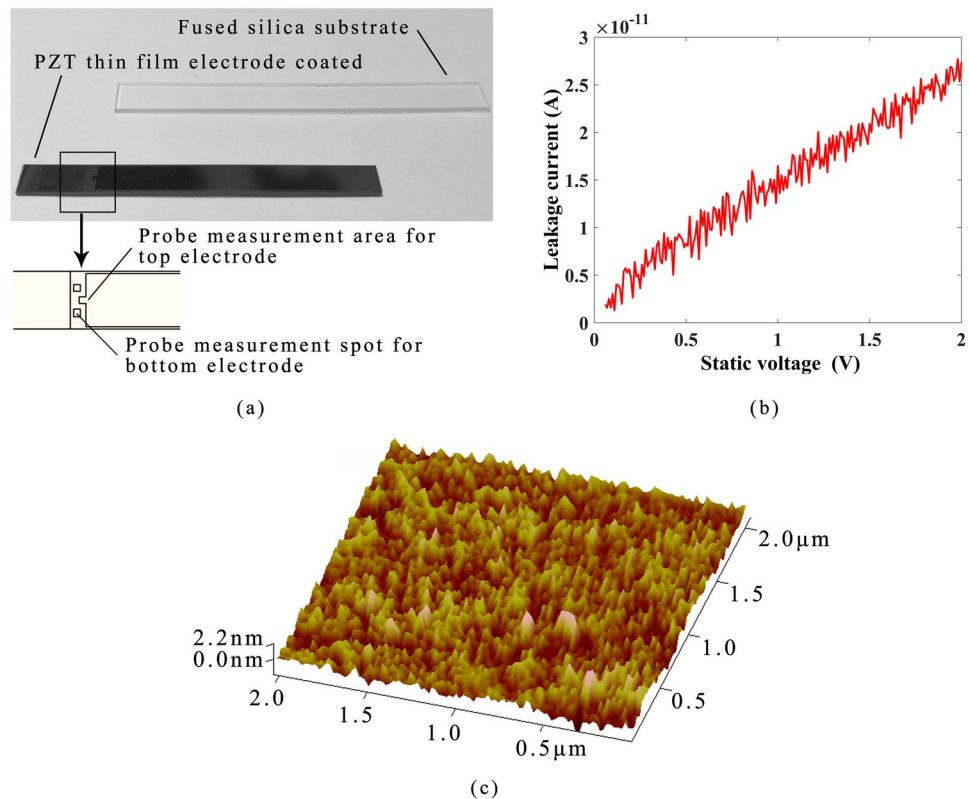 Fused silica substrate
PZT thin film electrode coated
Probe measurement area for
top electrode
Probe measurement spot for
bottom electrode
(a)
×10⁻¹¹
3
2.5
2
1.5
1
0.5
0
Leakage current (A)
0
0.5
1
1.5
2
Static voltage (V)
(b)
2.2nm
0.0nm
2.0
1.5
1.0
0.5µm
2.0µm
1.5
1.0
0.5
(c)